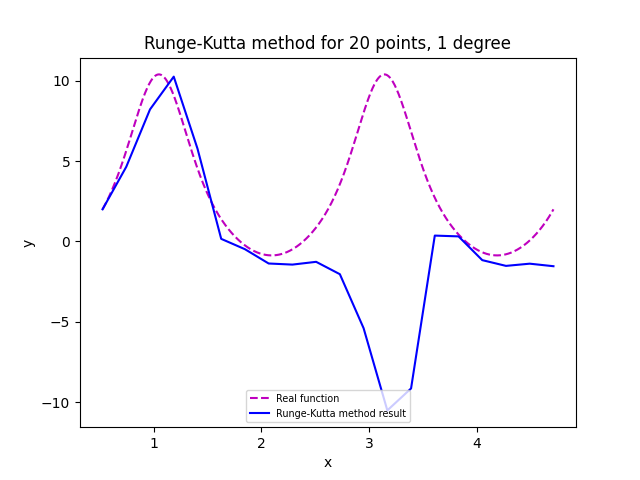 Runge-Kutta method for 20 points, 1 degree
10
5
0
−5
−10
y
Real function
Runge-Kutta method result
1 2 3 4
x